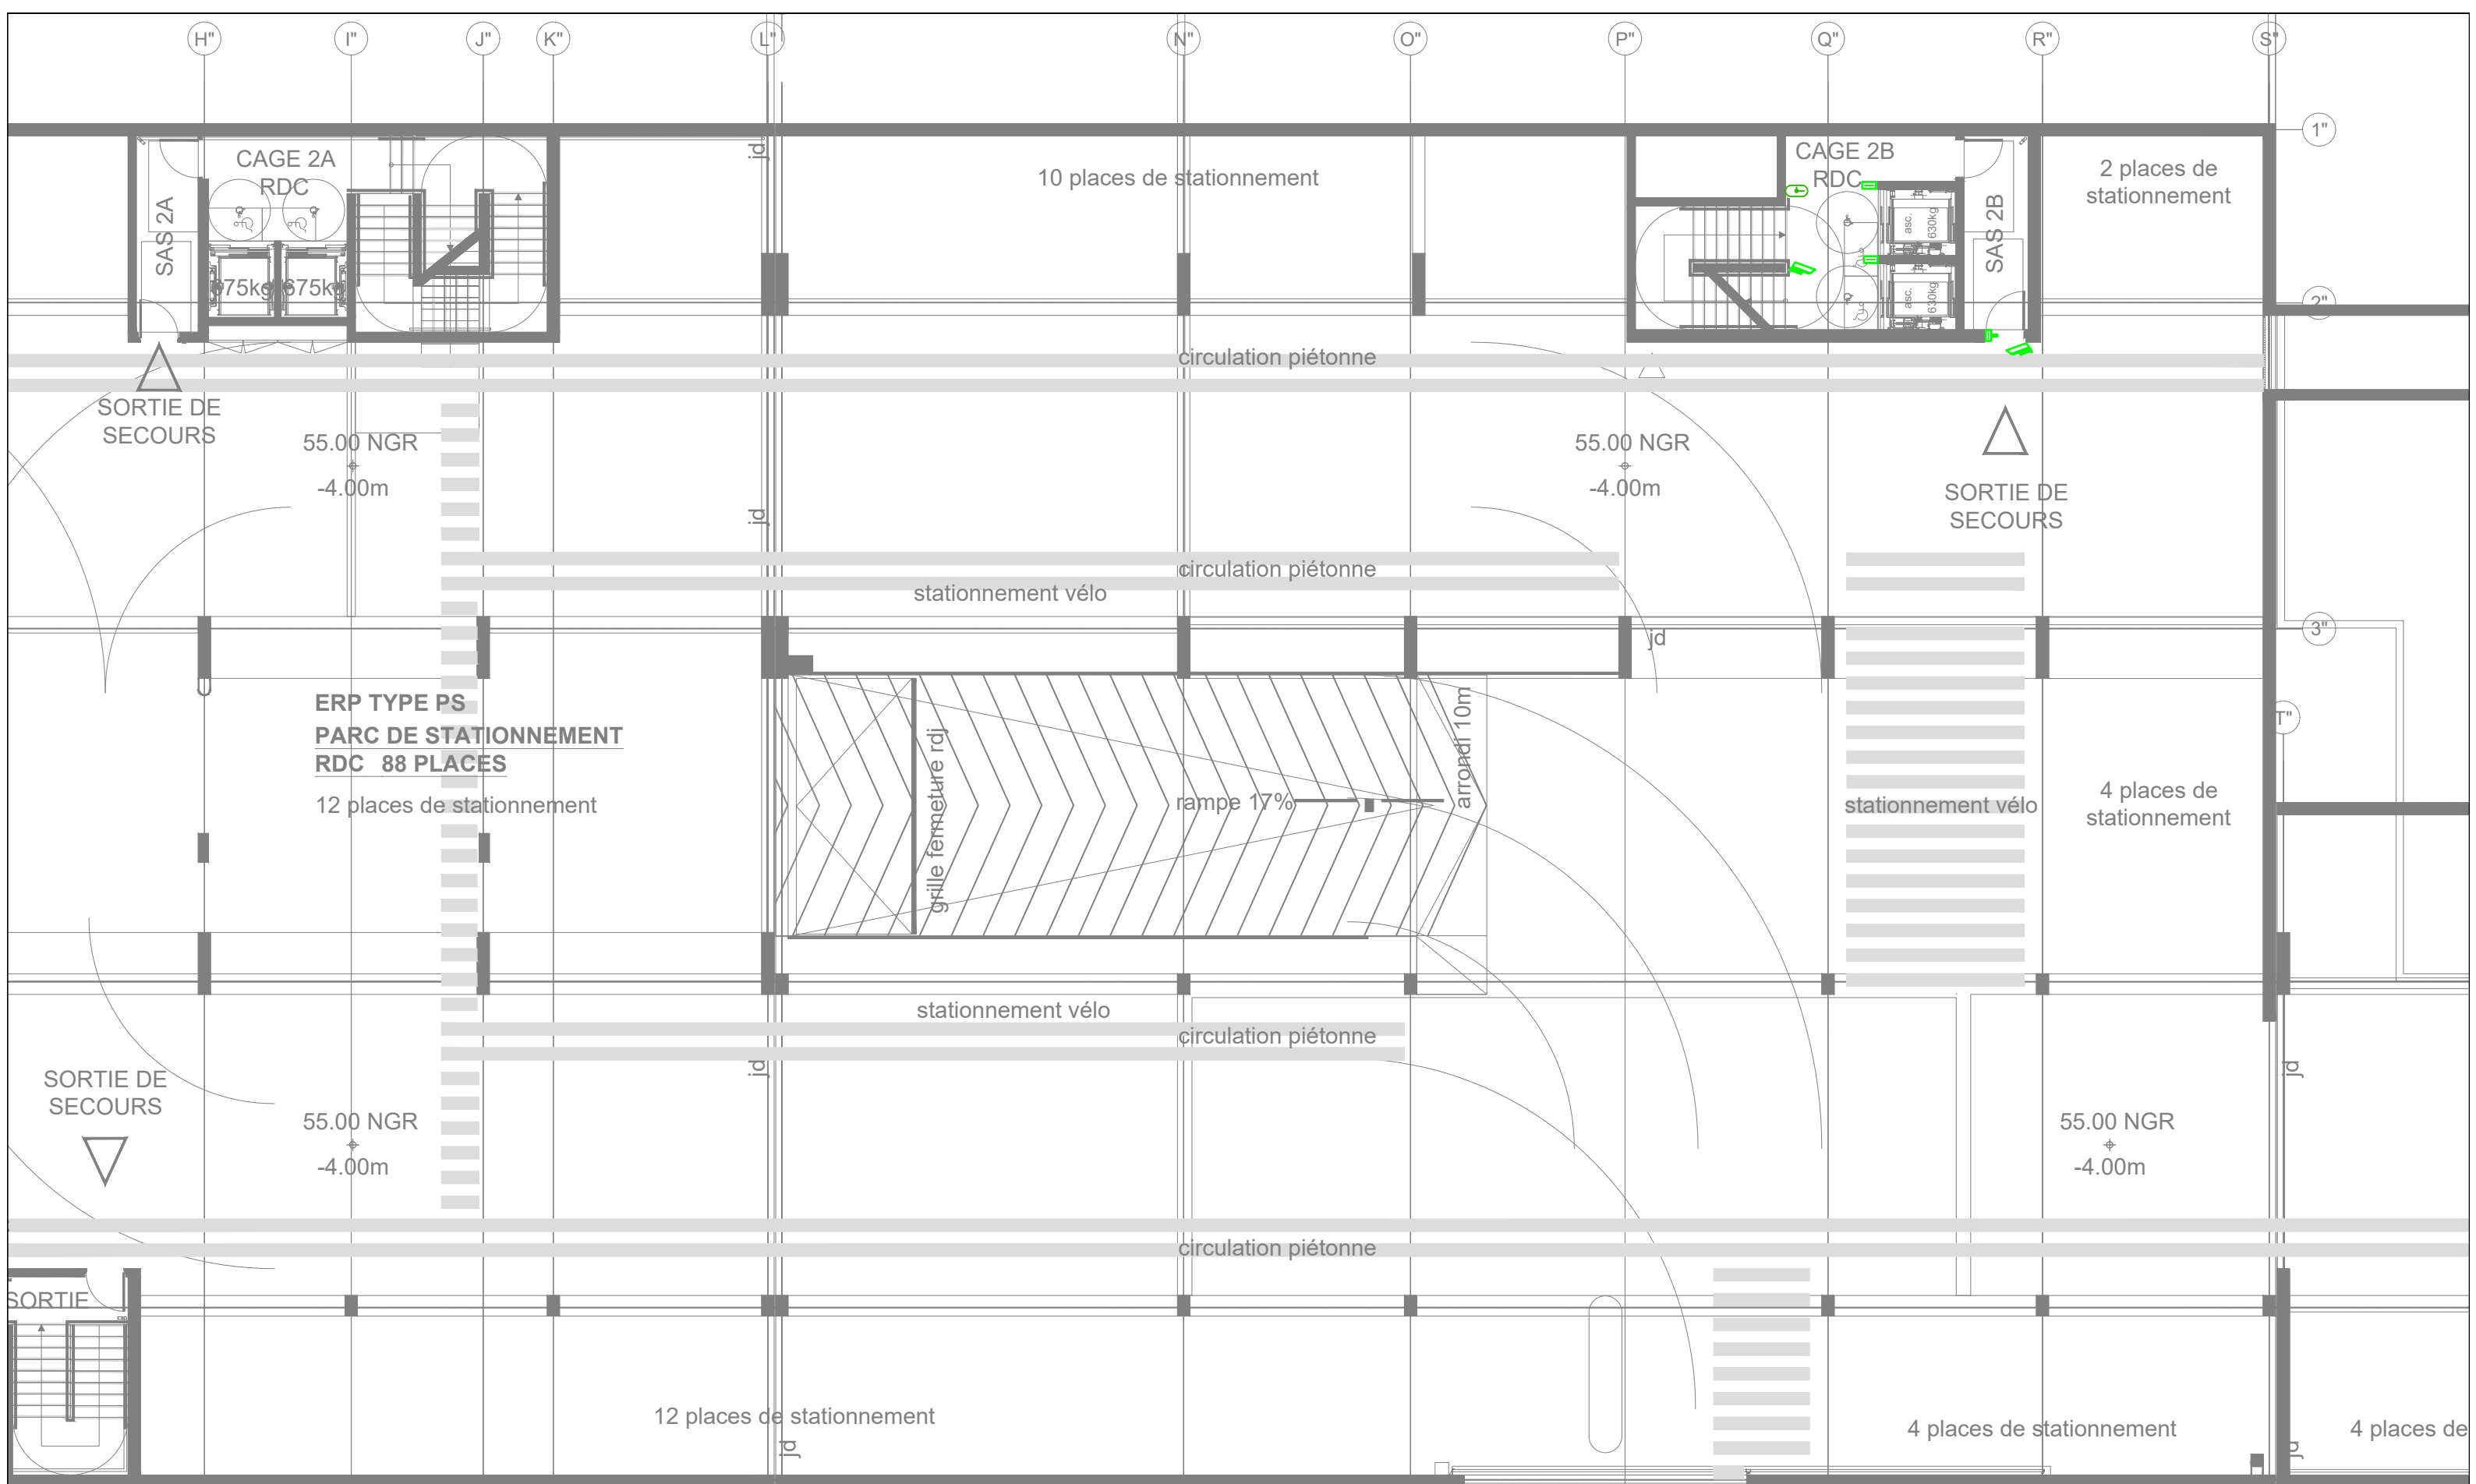 H" I" J" K" L" N" O" P" Q" R" S"
1"
CAGE 2A
RDC
SAS 2A
675kg 675kg
jd
10 places de stationnement
CAGE 2B
RDC
asc.
630kg
asc.
630kg
SAS 2B
2 places de
stationnement
2"
circulation piétonne
SORTIE DE
SECOURS
55.00 NGR
-4.00m
55.00 NGR
-4.00m
SORTIE DE
SECOURS
jd
circulation piétonne
stationnement vélo
jd
3"
ERP TYPE PS
PARC DE STATIONNEMENT
RDC 88 PLACES
12 places de stationnement
grille fermeture rdj
rampe 17%
arrondi 10m
stationnement vélo
4 places de
stationnement
T"
stationnement vélo
circulation piétonne
jd
jd
SORTIE DE
SECOURS
55.00 NGR
-4.00m
55.00 NGR
-4.00m
circulation piétonne
SORTIE
12 places de stationnement
jd
4 places de stationnement
jd
4 places de